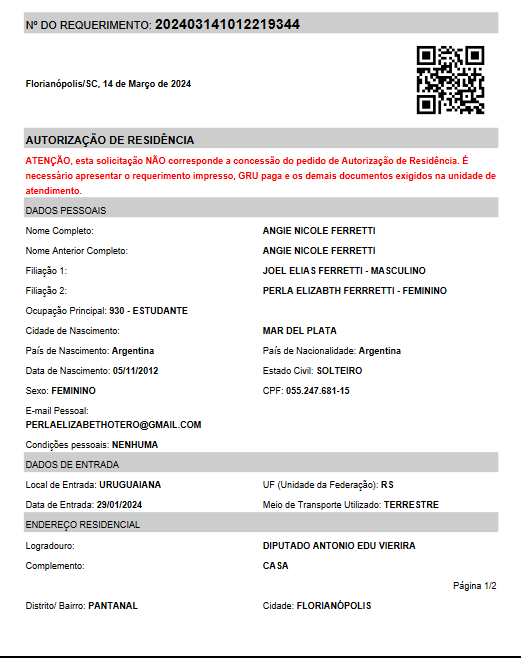 Nº DO REQUERIMENTO: 202403141012219344
Florianópolis/SC, 14 de Março de 2024
AUTORIZAÇÃO DE RESIDÊNCIA
ATENÇÃO, esta solicitação NÃO corresponde a concessão do pedido de Autorização de Residência. É
necessário apresentar o requerimento impresso, GRU paga e os demais documentos exigidos na unidade de
atendimento.
DADOS PESSOAIS
Nome Completo: ANGIE NICOLE FERRETTI
Nome Anterior Completo: ANGIE NICOLE FERRETTI
Filiação 1: JOEL ELIAS FERRETTI - MASCULINO
Filiação 2: PERLA ELIZABTH FERRRETTI - FEMININO
Ocupação Principal: 930 - ESTUDANTE
Cidade de Nascimento: MAR DEL PLATA
País de Nascimento: Argentina País de Nacionalidade: Argentina
Data de Nascimento: 05/11/2012 Estado Civil: SOLTEIRO
Sexo: FEMININO CPF: 055.247.681-15
E-mail Pessoal:
PERLAELIZABETHOTERO@GMAIL.COM
Condições pessoais: NENHUMA
DADOS DE ENTRADA
Local de Entrada: URUGUAIANA UF (Unidade da Federação): RS
Data de Entrada: 29/01/2024 Meio de Transporte Utilizado: TERRESTRE
ENDEREÇO RESIDENCIAL
Logradouro: DIPUTADO ANTONIO EDU VIERIRA
Complemento: CASA
Página 1/2
Distrito/ Bairro: PANTANAL Cidade: FLORIANÓPOLIS